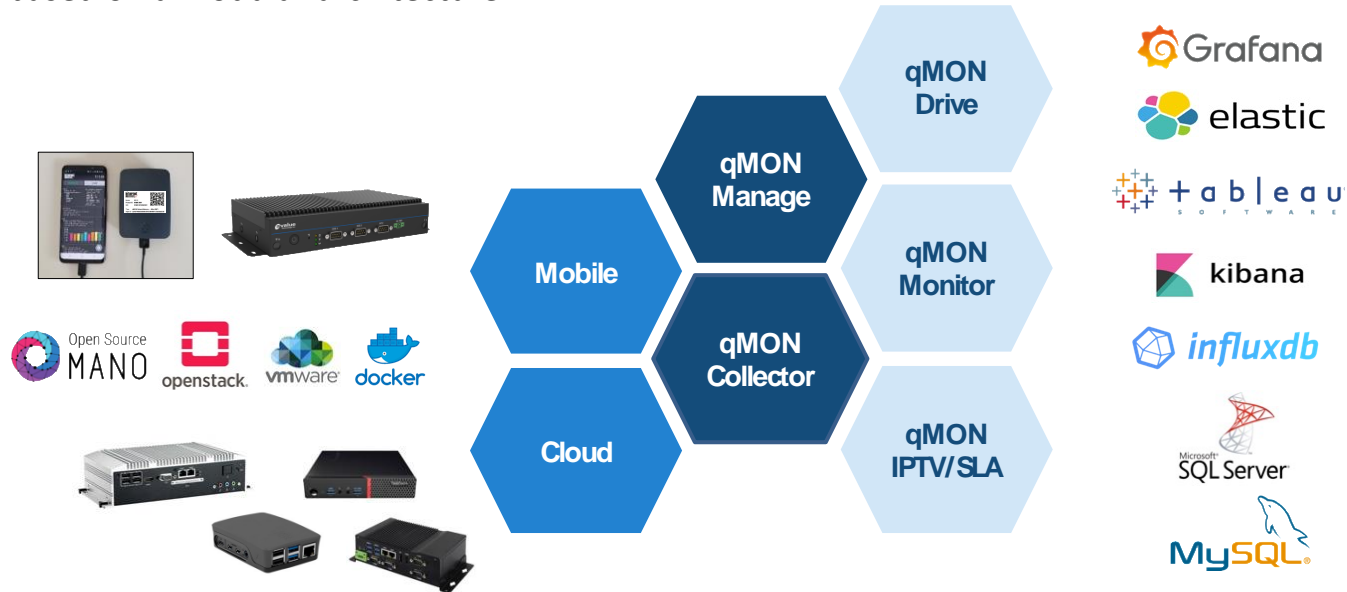 qMON
Drive
qMON
Manage
qMON
Monitor
qMON
Collector
qMON
IPTV/SLA
Mobile
Cloud
Open Source
MANO
openstack.
vmware
docker
Grafana
elastic
+ableau
SOFTWARE
kibana
influxdb
Microsoft
SQL Server
MySQL